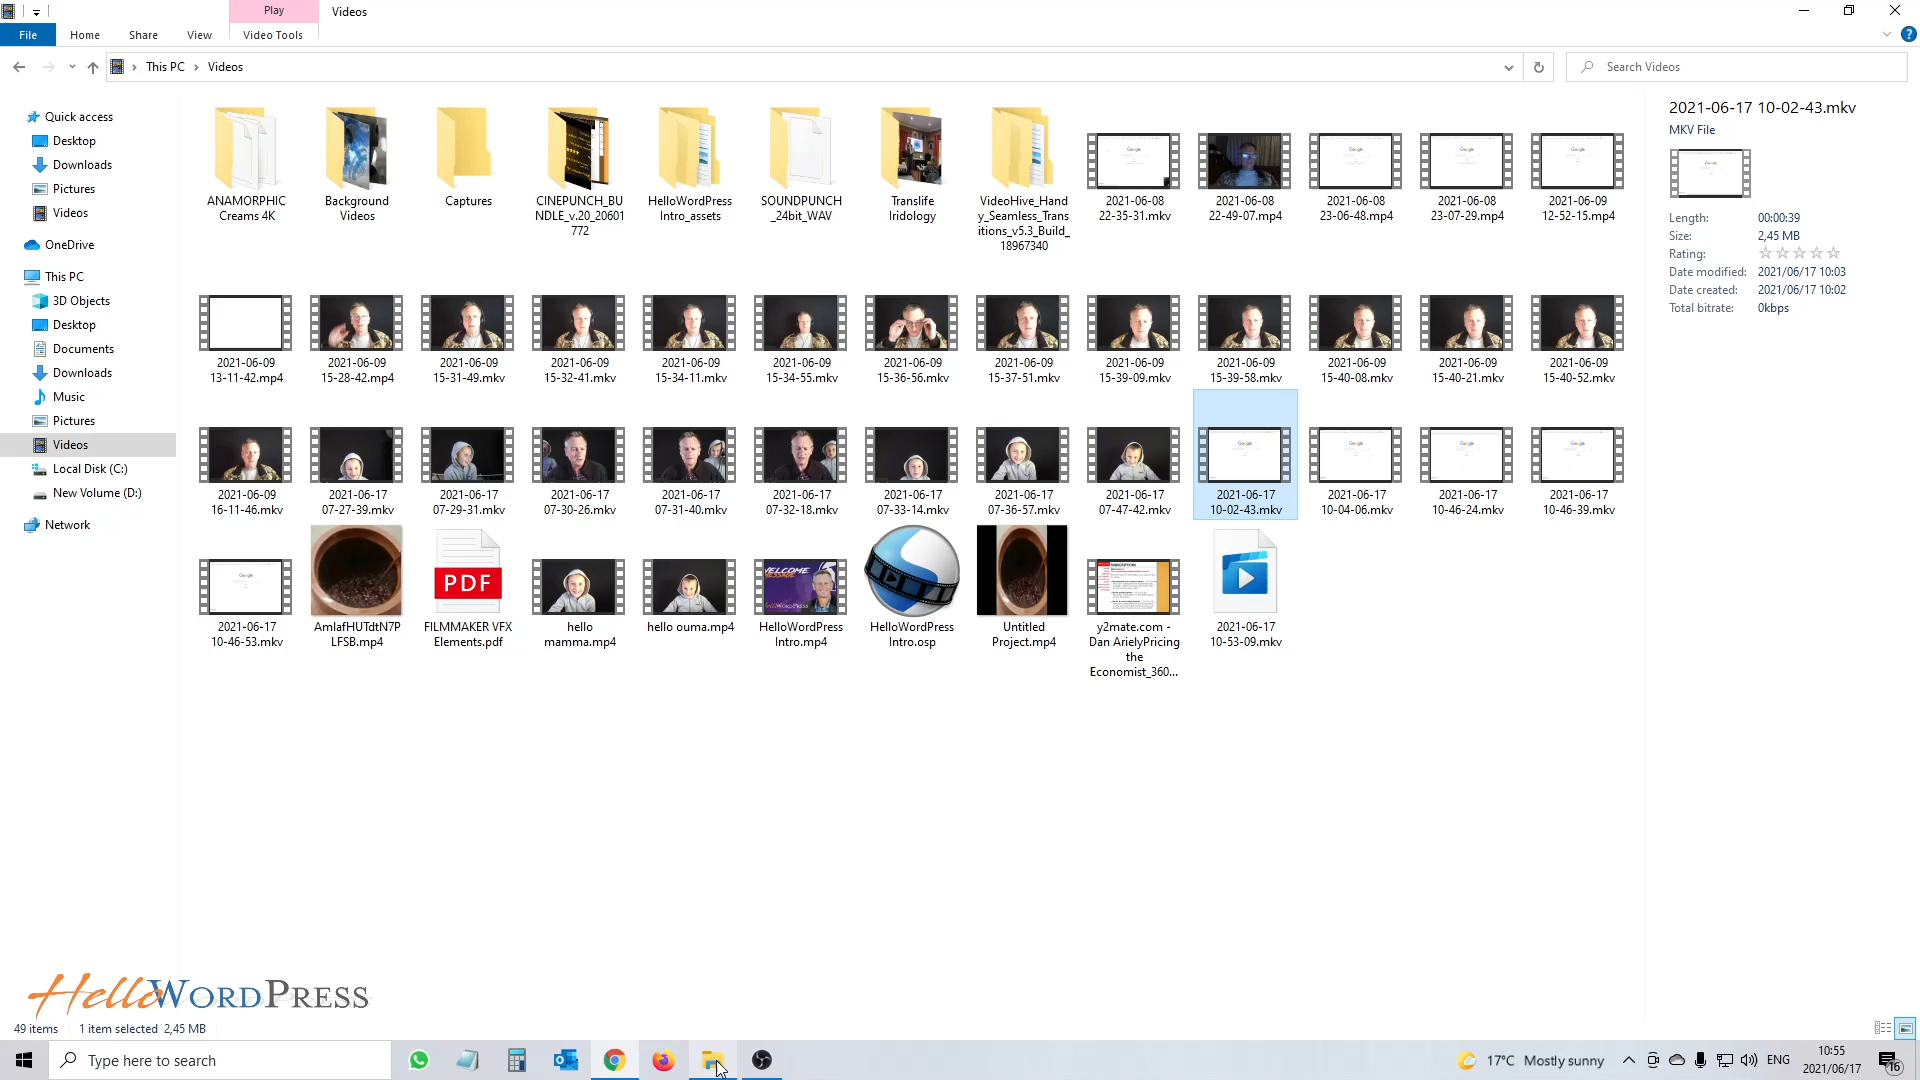 Play
Videos
File
Home
Share
View
Video Tools
This PC
Videos
Search Videos
Quick access
Desktop
Downloads
Pictures
Videos
OneDrive
This PC
3D Objects
Desktop
Documents
Downloads
Music
Pictures
Videos
Local Disk (C:)
New Volume (D:)
Network
ANAMORPHIC
Creams 4K
Background
Videos
Captures
CINEPUNCH_BU
NDLE_v.20_20601
772
HelloWordPress
Intro_assets
SOUNDPUNCH
_24bit_WAV
Translife
Iridology
VideoHive_Hand
y_Seamless_Trans
itions_v5.3_Build_
18967340
2021-06-08
22-35-31.mkv
2021-06-08
22-49-07.mp4
2021-06-08
23-06-48.mp4
2021-06-08
23-07-29.mp4
2021-06-09
12-52-15.mp4
2021-06-09
13-11-42.mp4
2021-06-09
15-28-42.mp4
2021-06-09
15-31-49.mkv
2021-06-09
15-32-41.mkv
2021-06-09
15-34-11.mkv
2021-06-09
15-34-55.mkv
2021-06-09
15-36-56.mkv
2021-06-09
15-37-51.mkv
2021-06-09
15-39-09.mkv
2021-06-09
15-39-58.mkv
2021-06-09
15-40-08.mkv
2021-06-09
15-40-21.mkv
2021-06-09
15-40-52.mkv
2021-06-09
16-11-46.mkv
2021-06-17
07-27-39.mkv
2021-06-17
07-29-31.mkv
2021-06-17
07-30-26.mkv
2021-06-17
07-31-40.mkv
2021-06-17
07-32-18.mkv
2021-06-17
07-33-14.mkv
2021-06-17
07-36-57.mkv
2021-06-17
07-47-42.mkv
2021-06-17
10-02-43.mkv
2021-06-17
10-04-06.mkv
2021-06-17
10-46-24.mkv
2021-06-17
10-46-39.mkv
2021-06-17
10-46-53.mkv
AmIafHUTdtN7P
LFSB.mp4
PDF
FILMMAKER VFX
Elements.pdf
hello
mamma.mp4
hello ouma.mp4
HelloWordPress
Intro.mp4
HelloWordPress
Intro.osp
Untitled
Project.mp4
y2mate.com -
Dan ArielyPricing
the
Economist_360...
2021-06-17
10-53-09.mkv
2021-06-17 10-02-43.mkv
MKV File
Length: 00:00:39
Size: 2,45 MB
Rating:
Date modified: 2021/06/17 10:03
Date created: 2021/06/17 10:02
Total bitrate: 0kbps
HelloWORDPRESS
49 items 1 item selected 2,45 MB
Type here to search
17°C Mostly sunny
ENG
10:55
2021/06/17
16